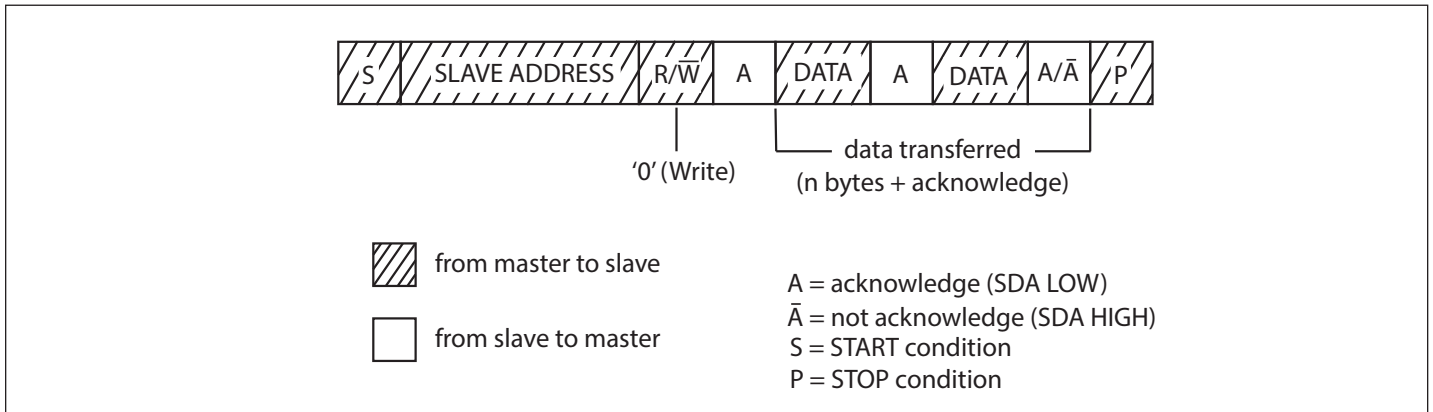 S SLAVE ADDRESS R/W̅ A DATA A DATA A/A̅ P
‘0’ (Write)
data transferred
(n bytes + acknowledge)
from master to slave
from slave to master
A = acknowledge (SDA LOW)
A̅ = not acknowledge (SDA HIGH)
S = START condition
P = STOP condition